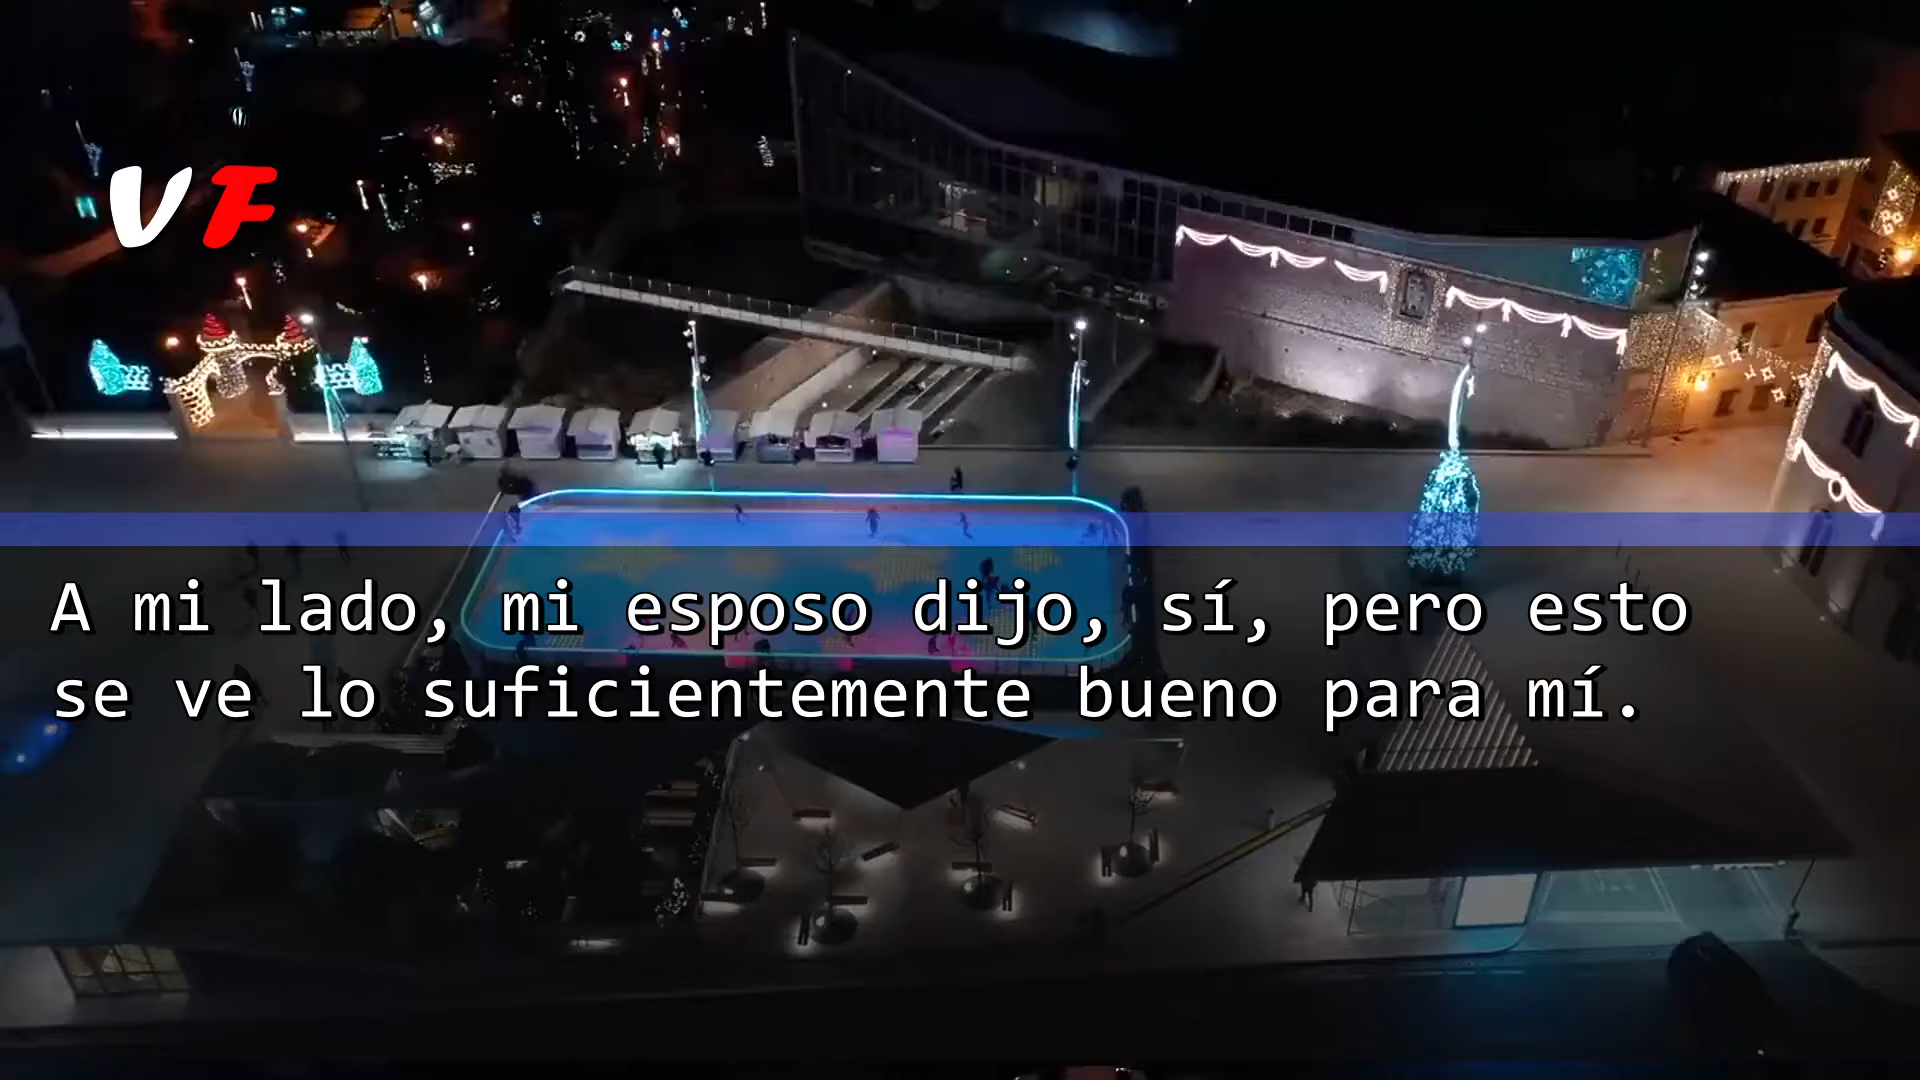 VF
A mi lado, mi esposo dijo, sí, pero esto
se ve lo suficientemente bueno para mí.